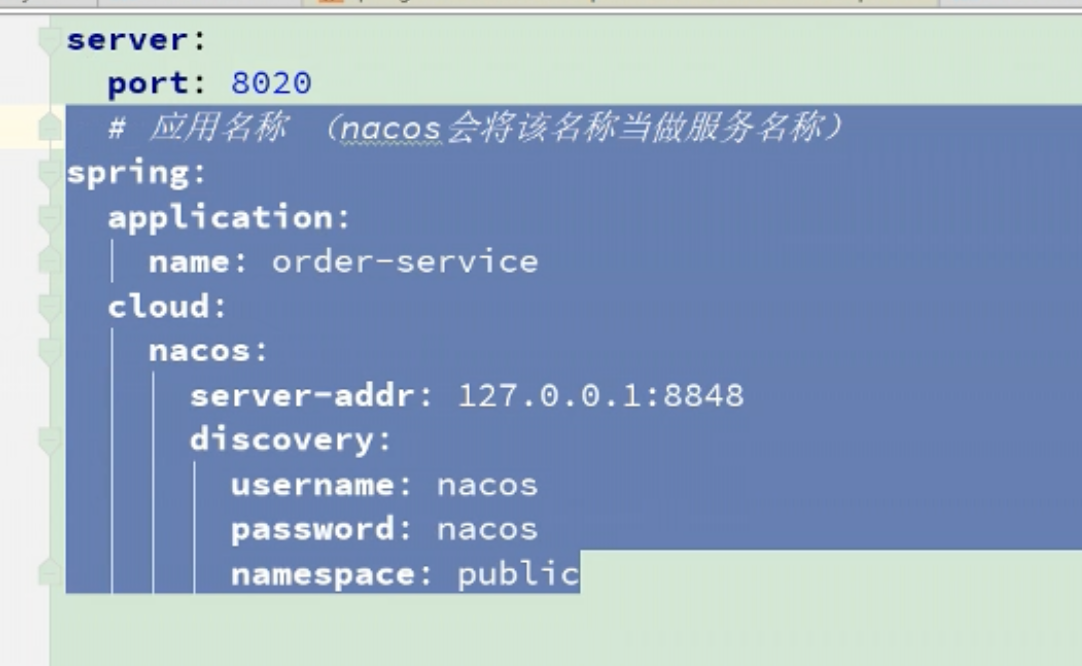 server:
  port: 8020
  # 应用名称 （nacos会将该名称当做服务名称）
spring:
  application:
    name: order-service
  cloud:
    nacos:
      server-addr: 127.0.0.1:8848
      discovery:
        username: nacos
        password: nacos
        namespace: public